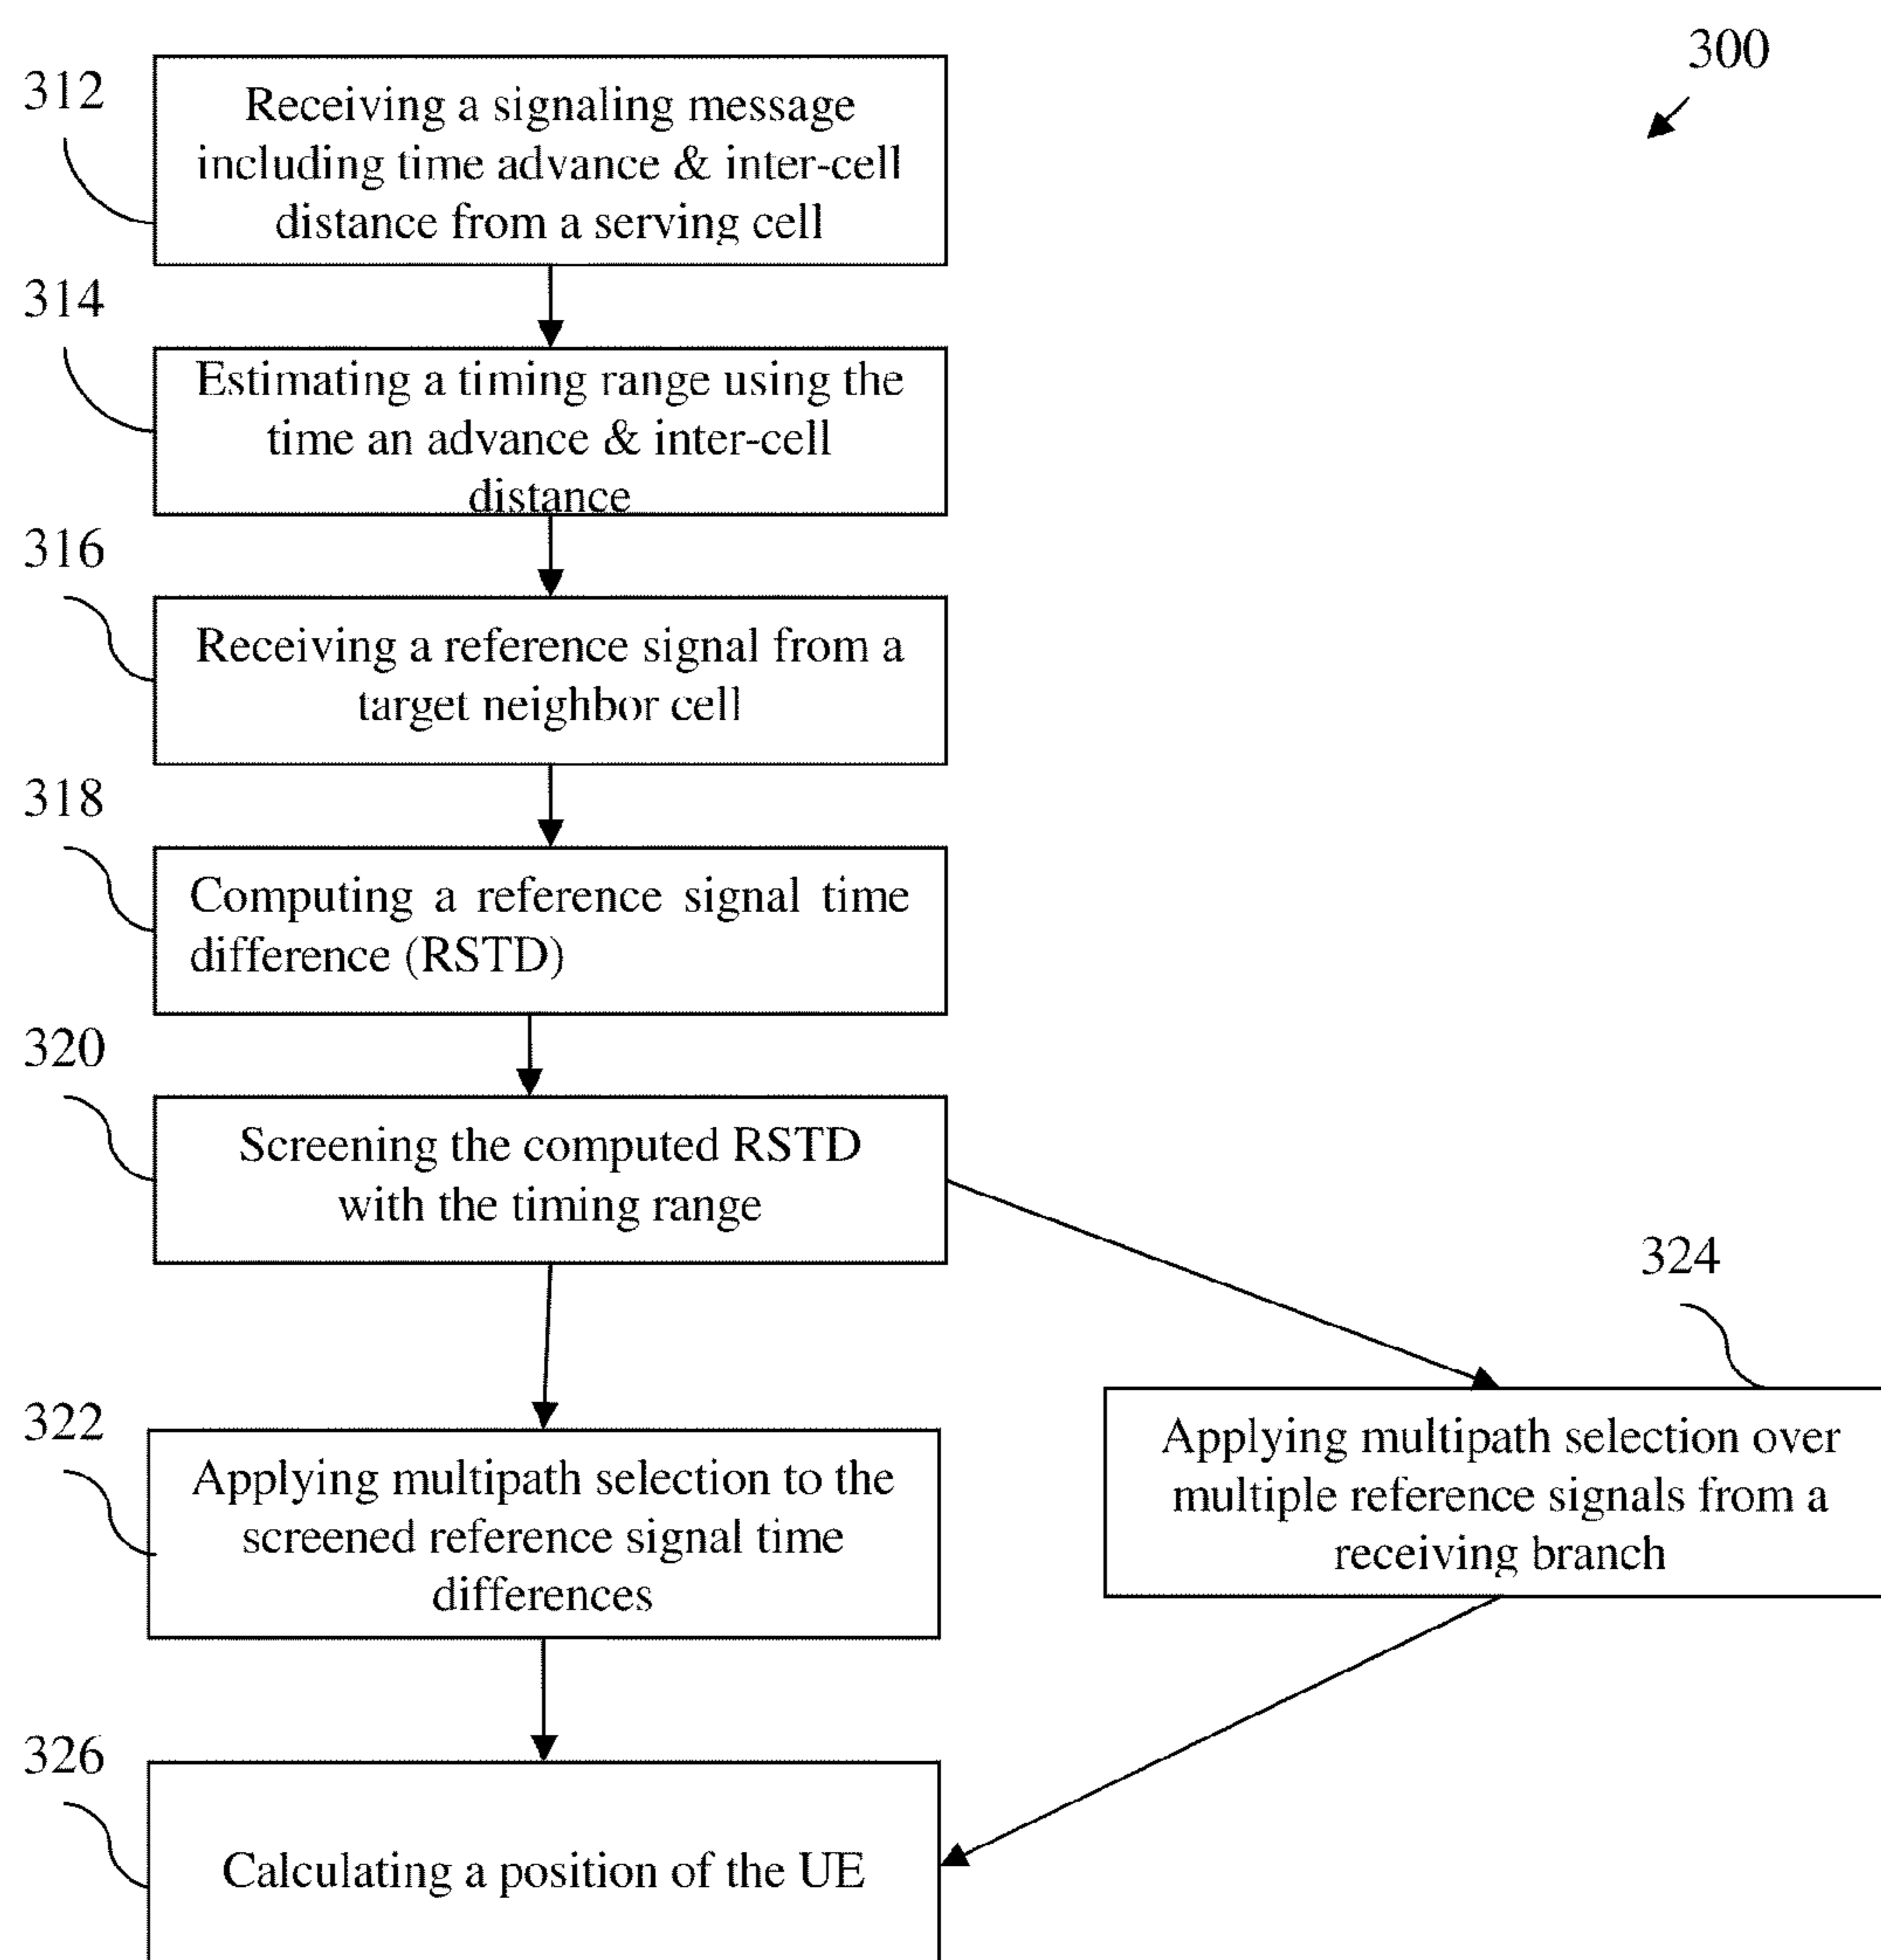 300
312
Receiving a signaling message
including time advance & inter-cell
distance from a serving cell
314
Estimating a timing range using the
time an advance & inter-cell
distance
316
Receiving a reference signal from a
target neighbor cell
318
Computing a reference signal time
difference (RSTD)
320
Screening the computed RSTD
with the timing range
322
Applying multipath selection to the
screened reference signal time
differences
324
Applying multipath selection over
multiple reference signals from a
receiving branch
326
Calculating a position of the UE